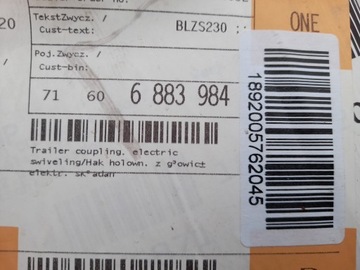 20
TekstZwycz. /
Cust-text:
BLZS230 ;
ONE
Poj.Zwycz. /
Cust-bin:
71 60 6 883 984
Trailer coupling. electric
swiveling/Hak holown. z g³owic±
elektr. sk³adan
1892005762045